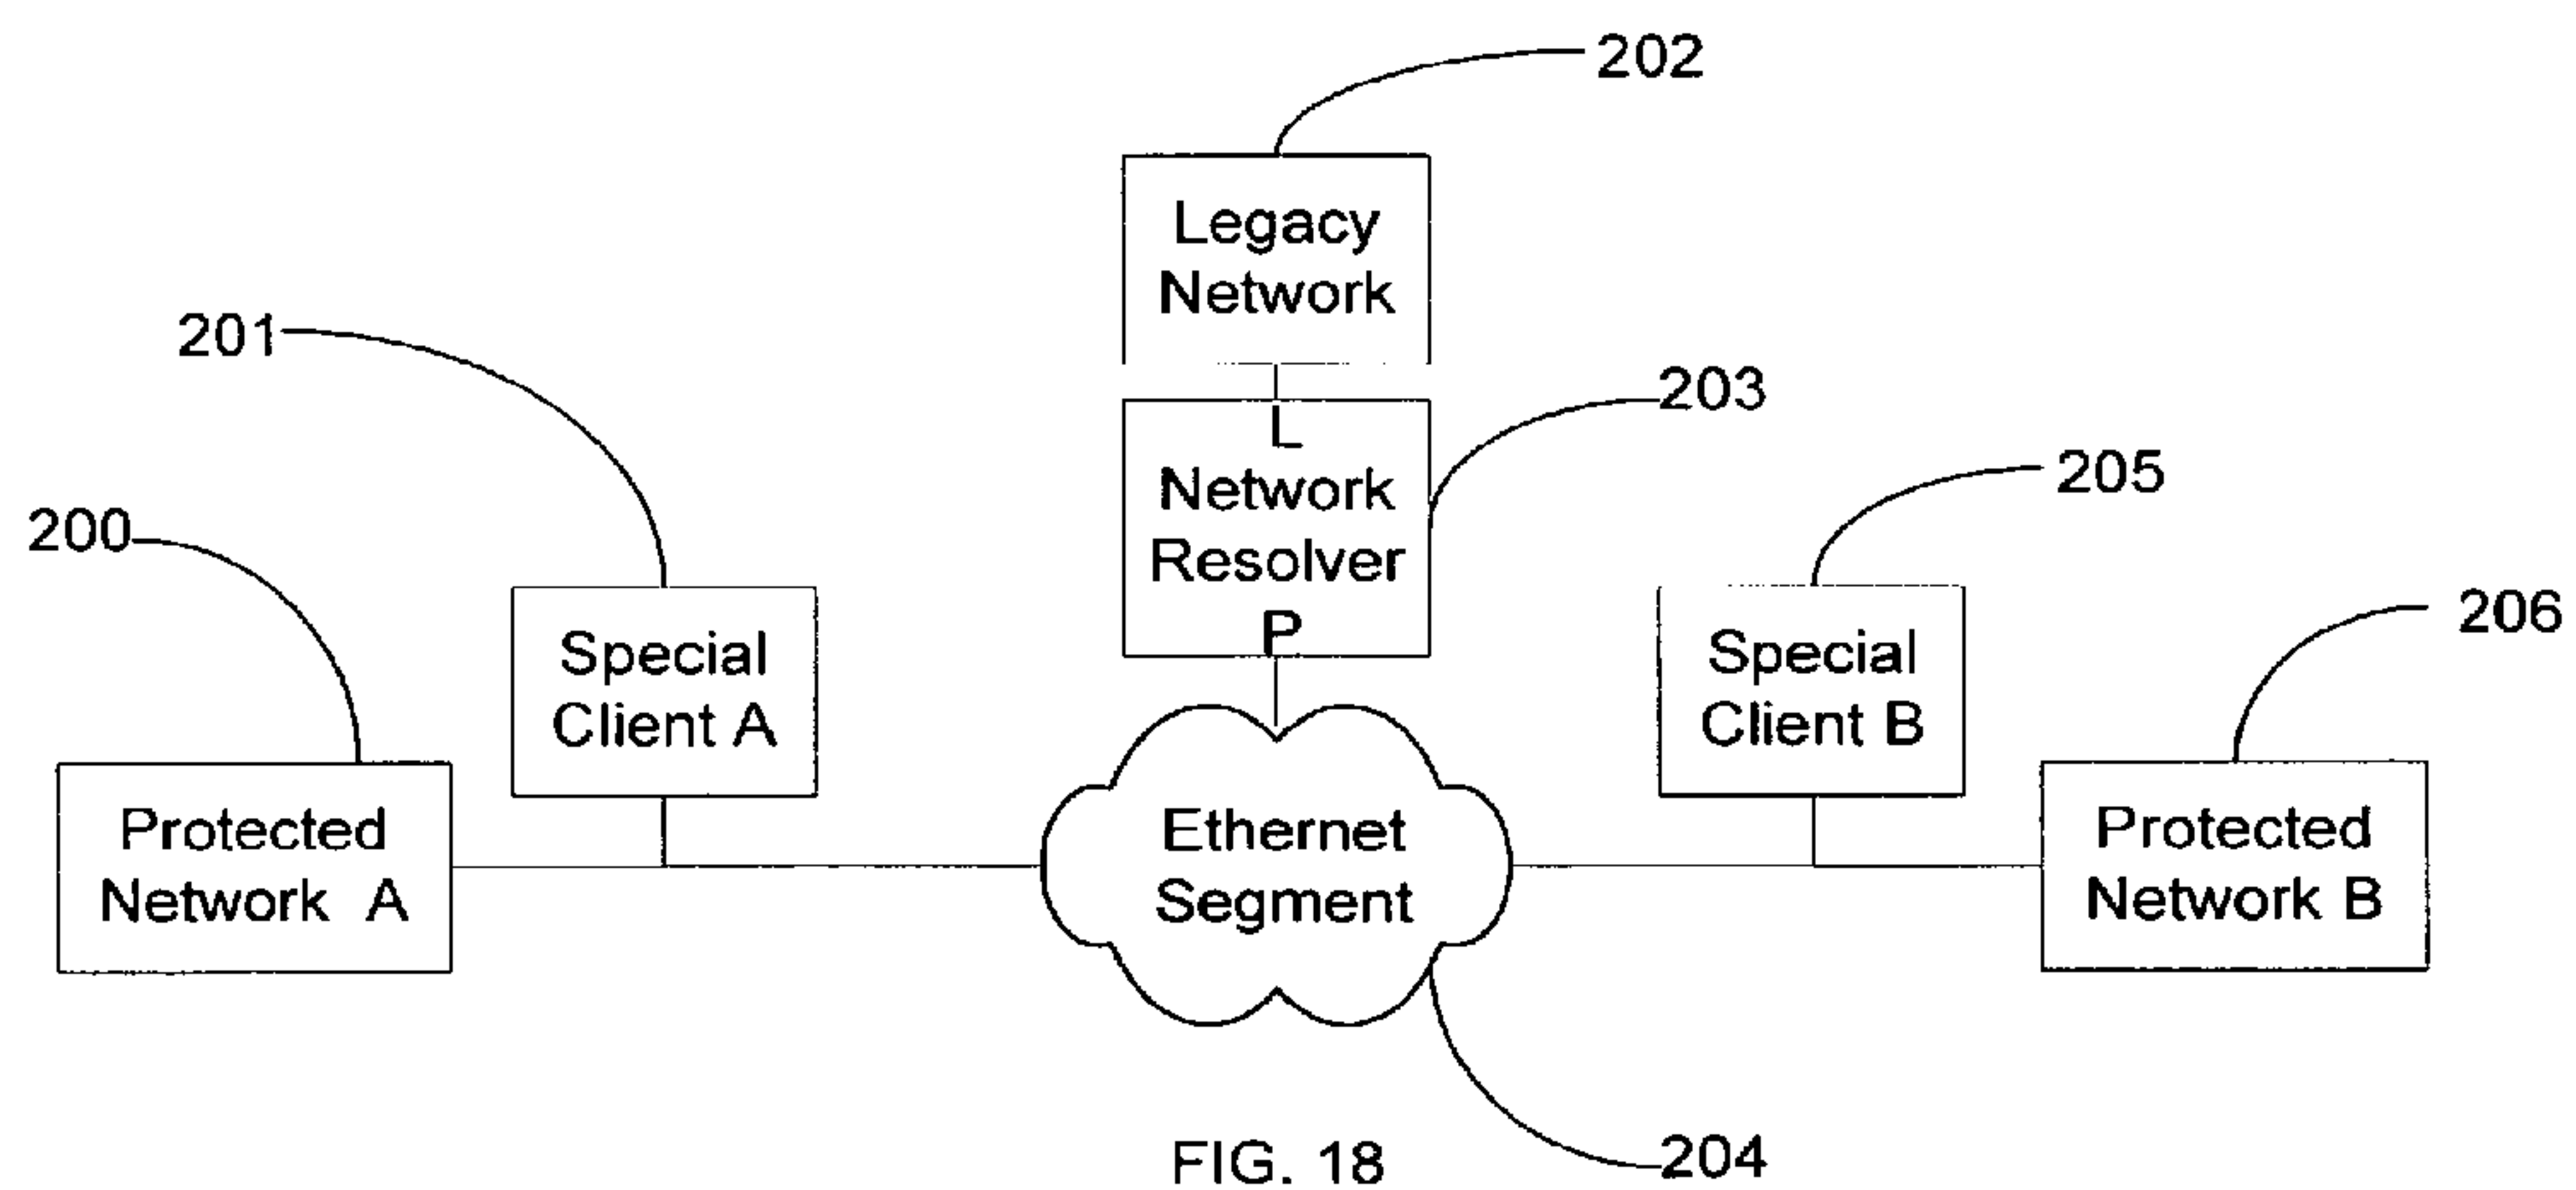 202
Legacy
Network
201
203
L
Network
Resolver
P
205
200
206
Special
Client A
Special
Client B
Protected
Network A
Ethernet
Segment
Protected
Network B
204
FIG. 18